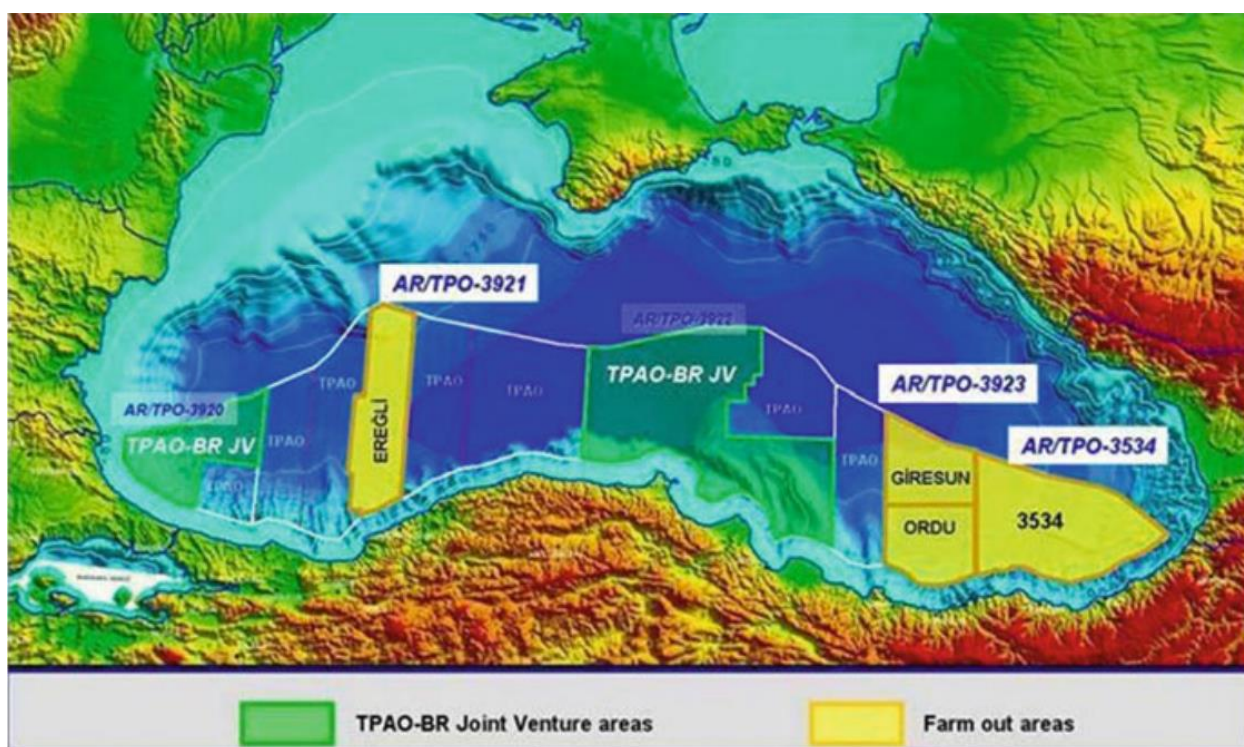 AR/TPO-3921
AR/TPO-3922
TPAO
TPAO
TPAO
TPAO-BR JV
TPAO
AR/TPO-3923
AR/TPO-3920
EREĞLİ
TPAO-BR JV
TPAO
TPAO
AR/TPO-3534
TPAO
GİRESUN
ORDU
3534
TPAO-BR Joint Venture areas
Farm out areas